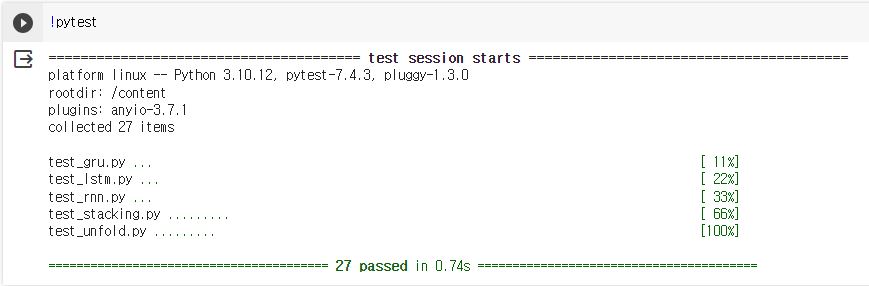 !pytest
======================================= test session starts ========================================
platform linux -- Python 3.10.12, pytest-7.4.3, pluggy-1.3.0
rootdir: /content
plugins: anyio-3.7.1
collected 27 items
test_gru.py ... [ 11%]
test_lstm.py ... [ 22%]
test_rnn.py ... [ 33%]
test_stacking.py ......... [ 66%]
test_unfold.py ......... [100%]
=================================== 27 passed in 0.74s ===================================